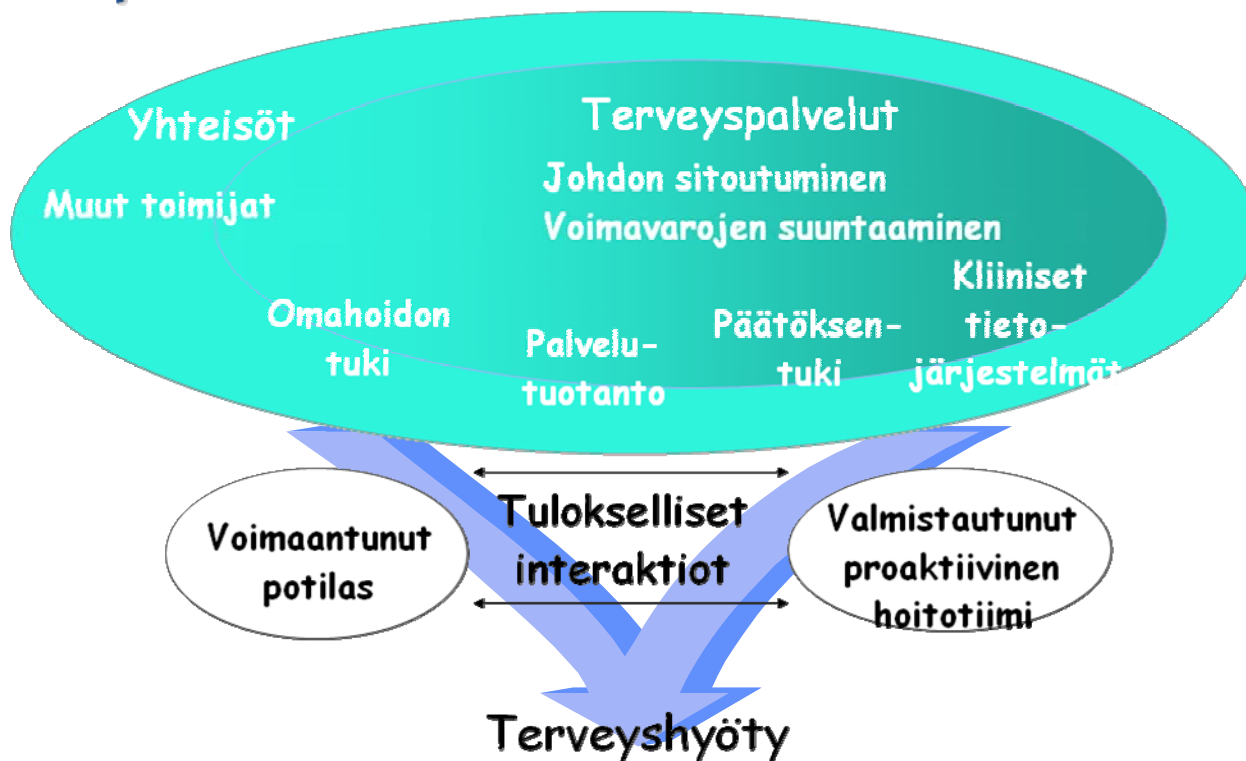 Yhteisöt
Muut toimijat
Terveyspalvelut
Johdon sitoutuminen
Voimavarojen suuntaaminen
Omahoidon
tuki
Palvelu-
tuotanto
Päätöksen-
tuki
Kliiniset
tieto-
järjestelmät
Voimaantunut
potilas
Tulokselliset
interaktiot
Valmistautunut
proaktiivinen
hoitotiimi
Terveyshyöty